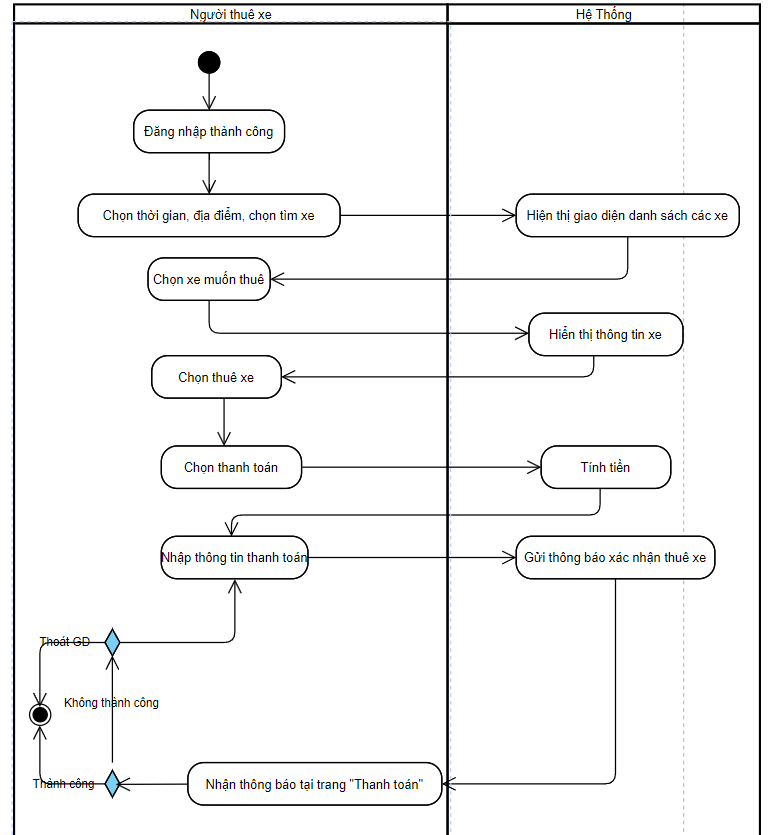 Người thuê xe
Hệ Thống
Đăng nhập thành công
Chọn thời gian, địa điểm, chọn tìm xe
Hiện thị giao diện danh sách các xe
Chọn xe muốn thuê
Hiển thị thông tin xe
Chọn thuê xe
Chọn thanh toán
Tính tiền
Nhập thông tin thanh toán
Gửi thông báo xác nhận thuê xe
Thoát GD
Không thành công
Thành công
Nhận thông báo tại trang "Thanh toán"